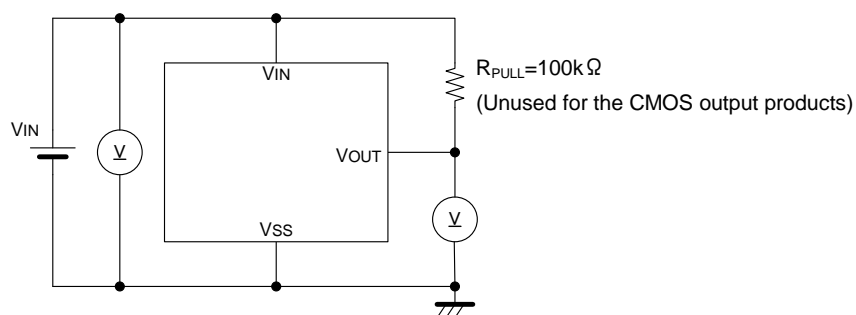 VIN
RPULL=100kΩ
(Unused for the CMOS output products)
VIN
V
VOUT
V
VSS